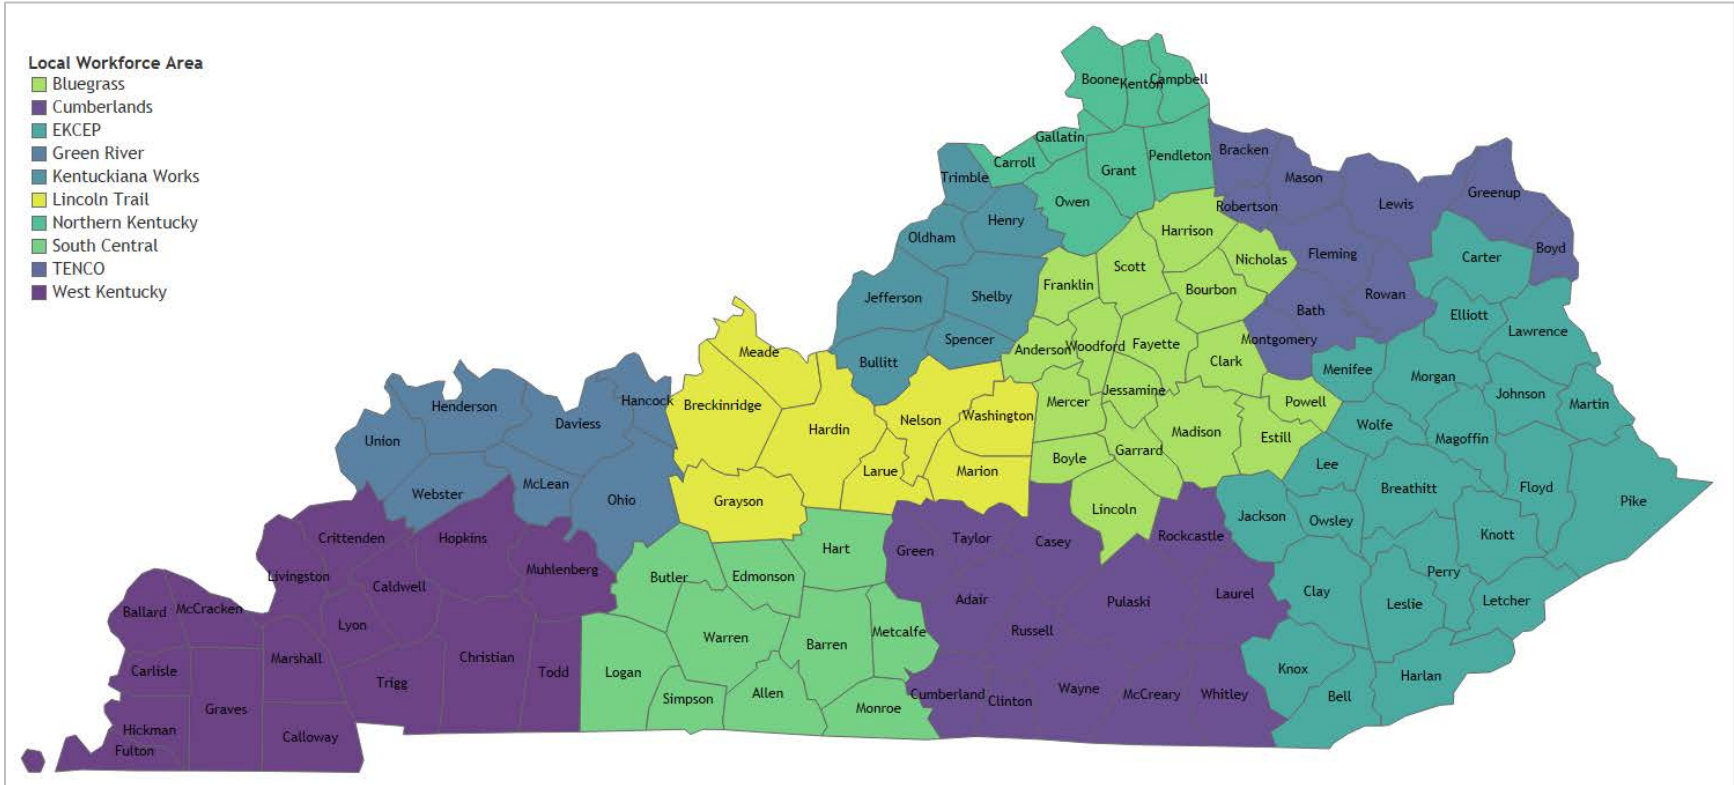 Local Workforce Area
Bluegrass
Cumberlands
EKCEP
Green River
Kentuckiana Works
Lincoln Trail
Northern Kentucky
South Central
TENCO
West Kentucky
Boone
Kenton
Campbell
Gallatin
Carroll
Grant
Pendleton
Owen
Trimble
Henry
Oldham
Jefferson
Shelby
Spencer
Bullitt
Bracken
Mason
Robertson
Lewis
Greenup
Boyd
Fleming
Rowan
Bath
Montgomery
Harrison
Nicholas
Scott
Franklin
Bourbon
Anderson
Woodford
Fayette
Clark
Mercer
Jessamine
Powell
Madison
Estill
Boyle
Garrard
Lincoln
Carter
Elliott
Lawrence
Menifee
Morgan
Johnson
Martin
Wolfe
Magoffin
Lee
Breathitt
Floyd
Pike
Jackson
Owsley
Knott
Perry
Clay
Leslie
Letcher
Knox
Harlan
Bell
Meade
Breckinridge
Hardin
Nelson
Washington
Larue
Marion
Grayson
Hancock
Henderson
Daviess
Union
McLean
Webster
Ohio
Hart
Butler
Edmonson
Warren
Barren
Metcalfe
Logan
Simpson
Allen
Monroe
Green
Taylor
Casey
Rockcastle
Adair
Pulaski
Laurel
Russell
Cumberland
Clinton
Wayne
McCreary
Whitley
Crittenden
Hopkins
Livingston
Muhlenberg
Caldwell
Ballard
McCracken
Lyon
Marshall
Christian
Todd
Carlisle
Trigg
Graves
Hickman
Fulton
Calloway